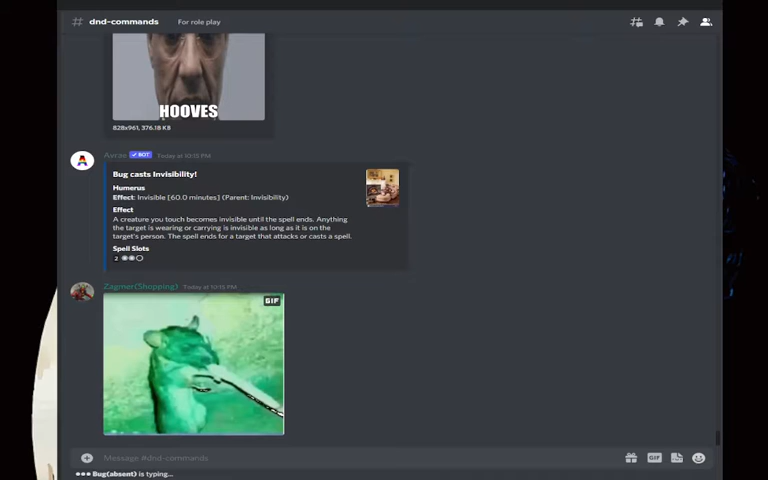 # dnd-commands For role play
HOOVES
828x961, 376.18 KB
Avrae BOT Today at 10:15 PM
Bug casts Invisibility!
Humerus
Effect: Invisible [60.0 minutes] (Parent: Invisibility)
Effect
A creature you touch becomes invisible until the spell ends. Anything
the target is wearing or carrying is invisible as long as it is on the
target's person. The spell ends for a target that attacks or casts a spell.
Spell Slots
2 ◉◉〇
Zagmer(Shopping) Today at 10:15 PM
GIF
Message #dnd-commands
GIF
Bug(absent) is typing...